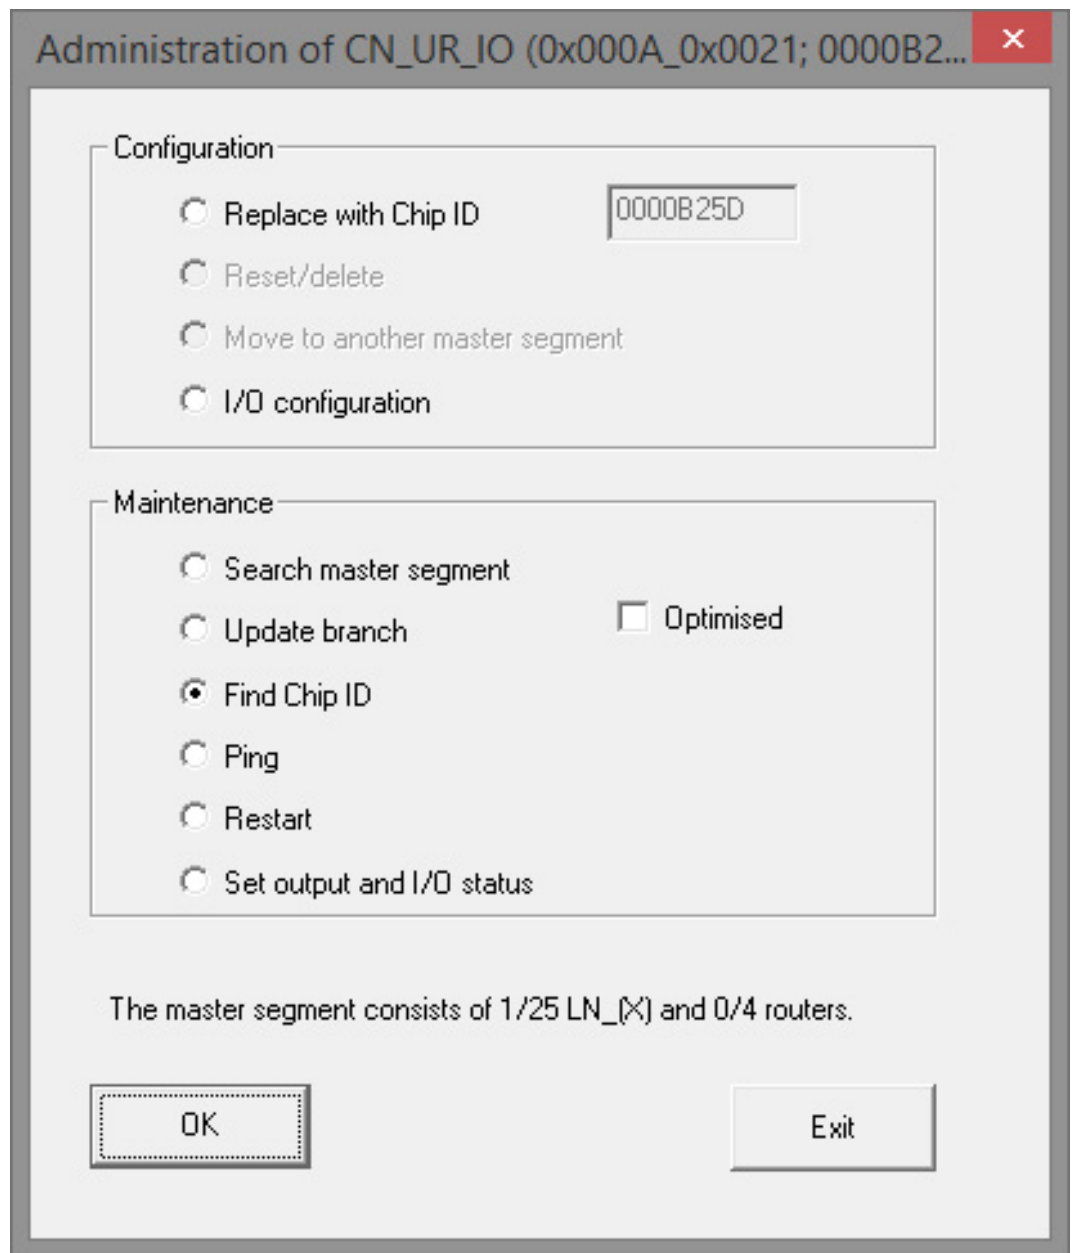 Administration of CN_UR_IO (0x000A_0x0021; 0000B2...
Configuration
Replace with Chip ID 0000B25D
Reset/delete
Move to another master segment
I/O configuration
Maintenance
Search master segment
Update branch
Optimised
Find Chip ID
Ping
Restart
Set output and I/O status
The master segment consists of 1/25 LN_(X) and 0/4 routers.
OK
Exit